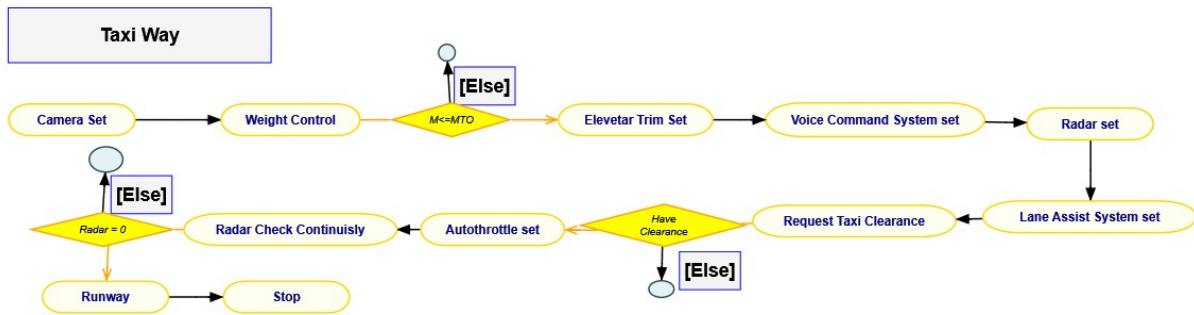 Taxi Way
[Else]
Camera Set
Weight Control
M<=MTO
Elevetar Trim Set
Voice Command System set
Radar set
[Else]
Radar = 0
Radar Check Continuisly
Autothrottle set
Have
Clearance
Request Taxi Clearance
Lane Assist System set
[Else]
Runway
Stop